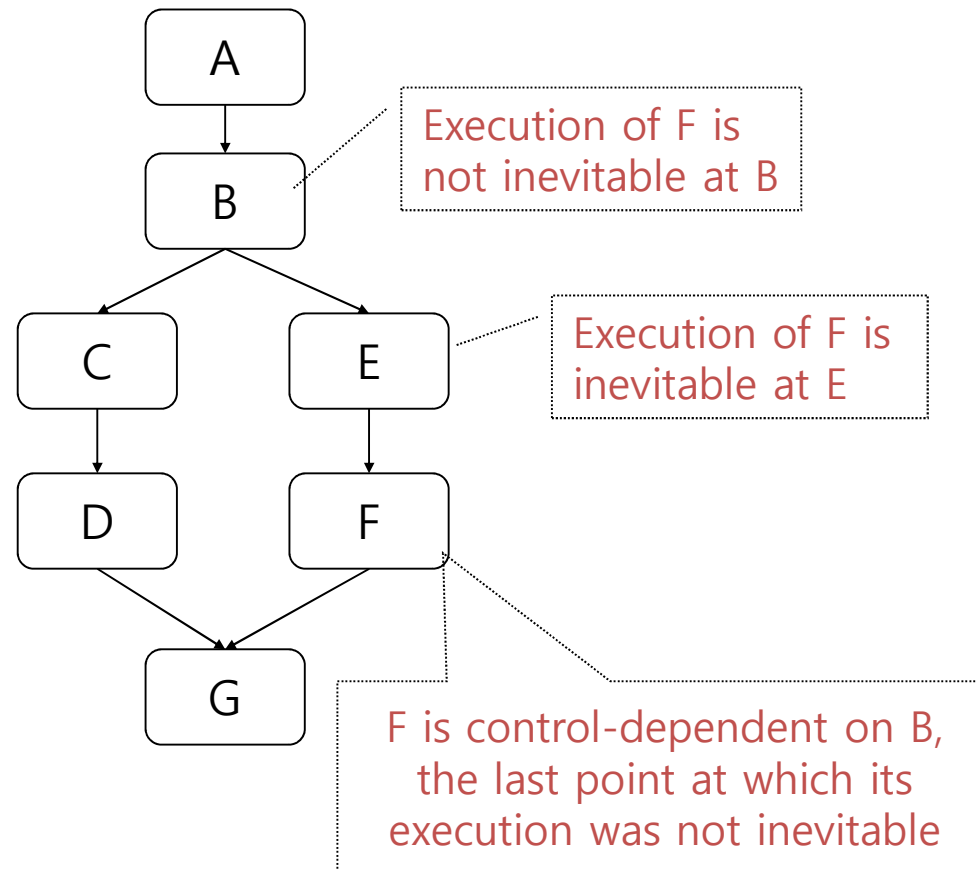 A
Execution of F is
not inevitable at B
B
C
E
Execution of F is
inevitable at E
D
F
G
F is control-dependent on B,
the last point at which its
execution was not inevitable